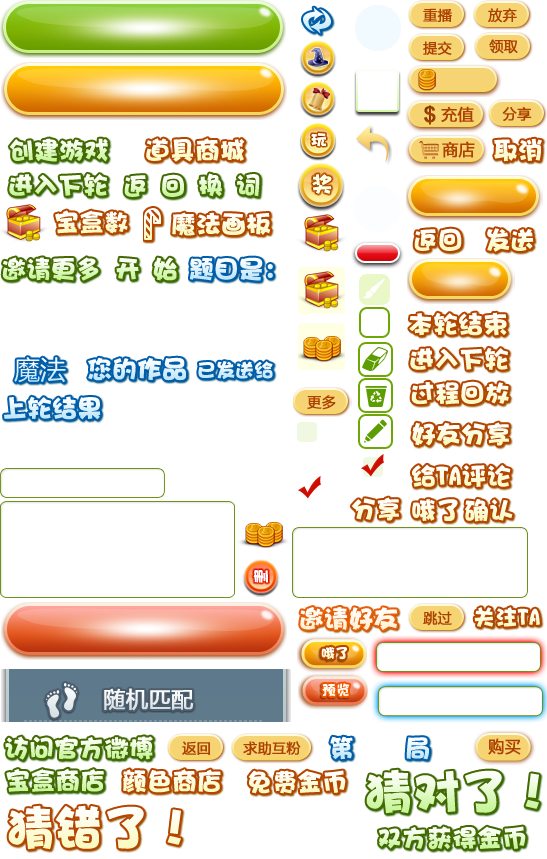 重播 放弃
提交 领取
$ 充值 分享
创建游戏 道具商城 玩 商店 取消
进入下轮 返 回 换 词 奖
宝盒数 魔法画板
返回 发送
邀请更多 开 始 题目是:
本轮结束
魔法 您的作品 已发送给 进入下轮
过程回放
上轮结果 更多
好友分享
给TA评论
分享 哦了 确认
邀请好友 跳过 关注TA
哦了
预览
随机匹配
访问官方微博 返回 求助互粉 第 局 购买
宝盒商店 颜色商店 免费金币
猜对了！
猜错了！
双方获得金币